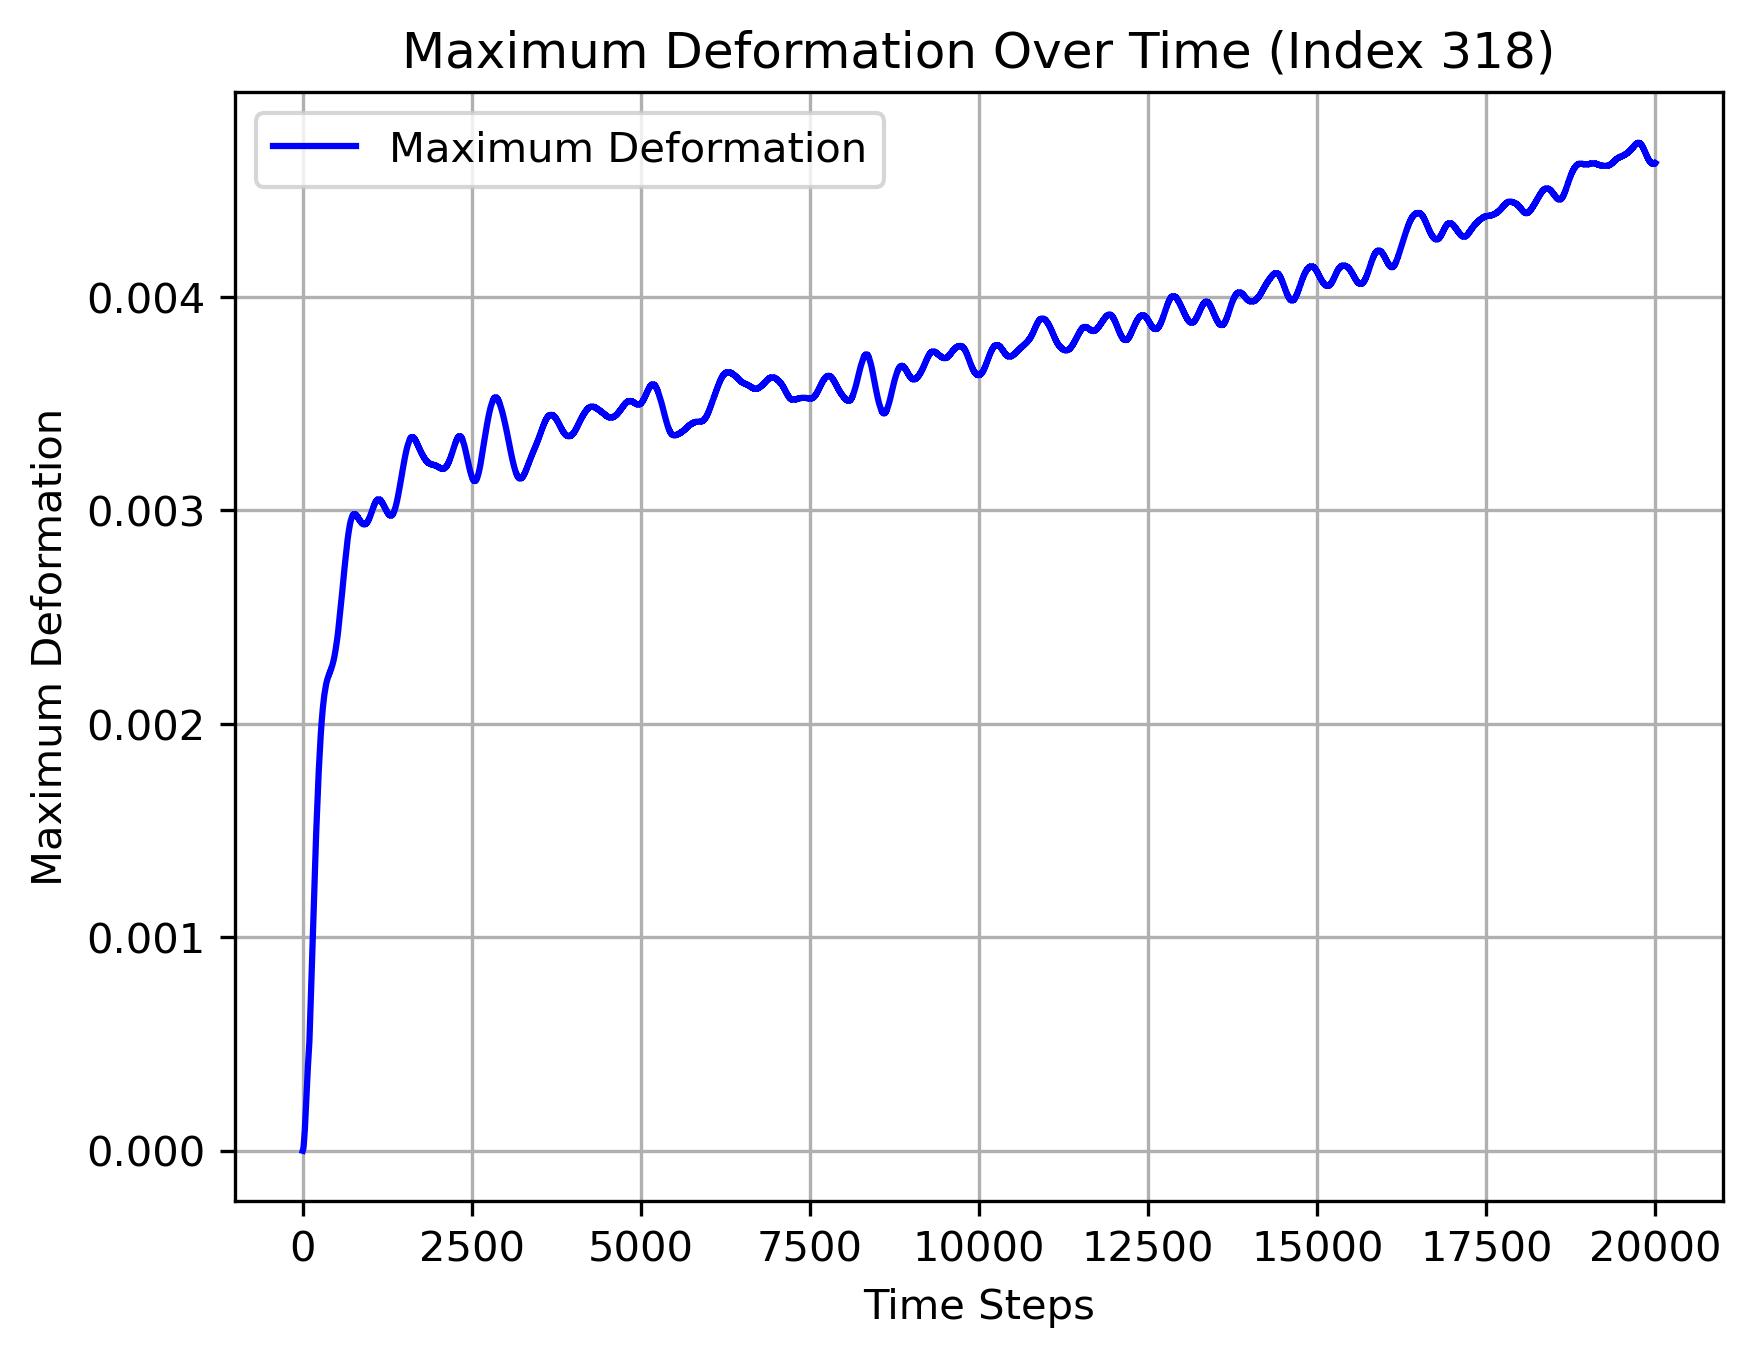 Maximum Deformation Over Time (Index 318)
Maximum Deformation
Maximum Deformation
0.004
0.003
0.002
0.001
0.000
0 2500 5000 7500 10000 12500 15000 17500 20000
Time Steps